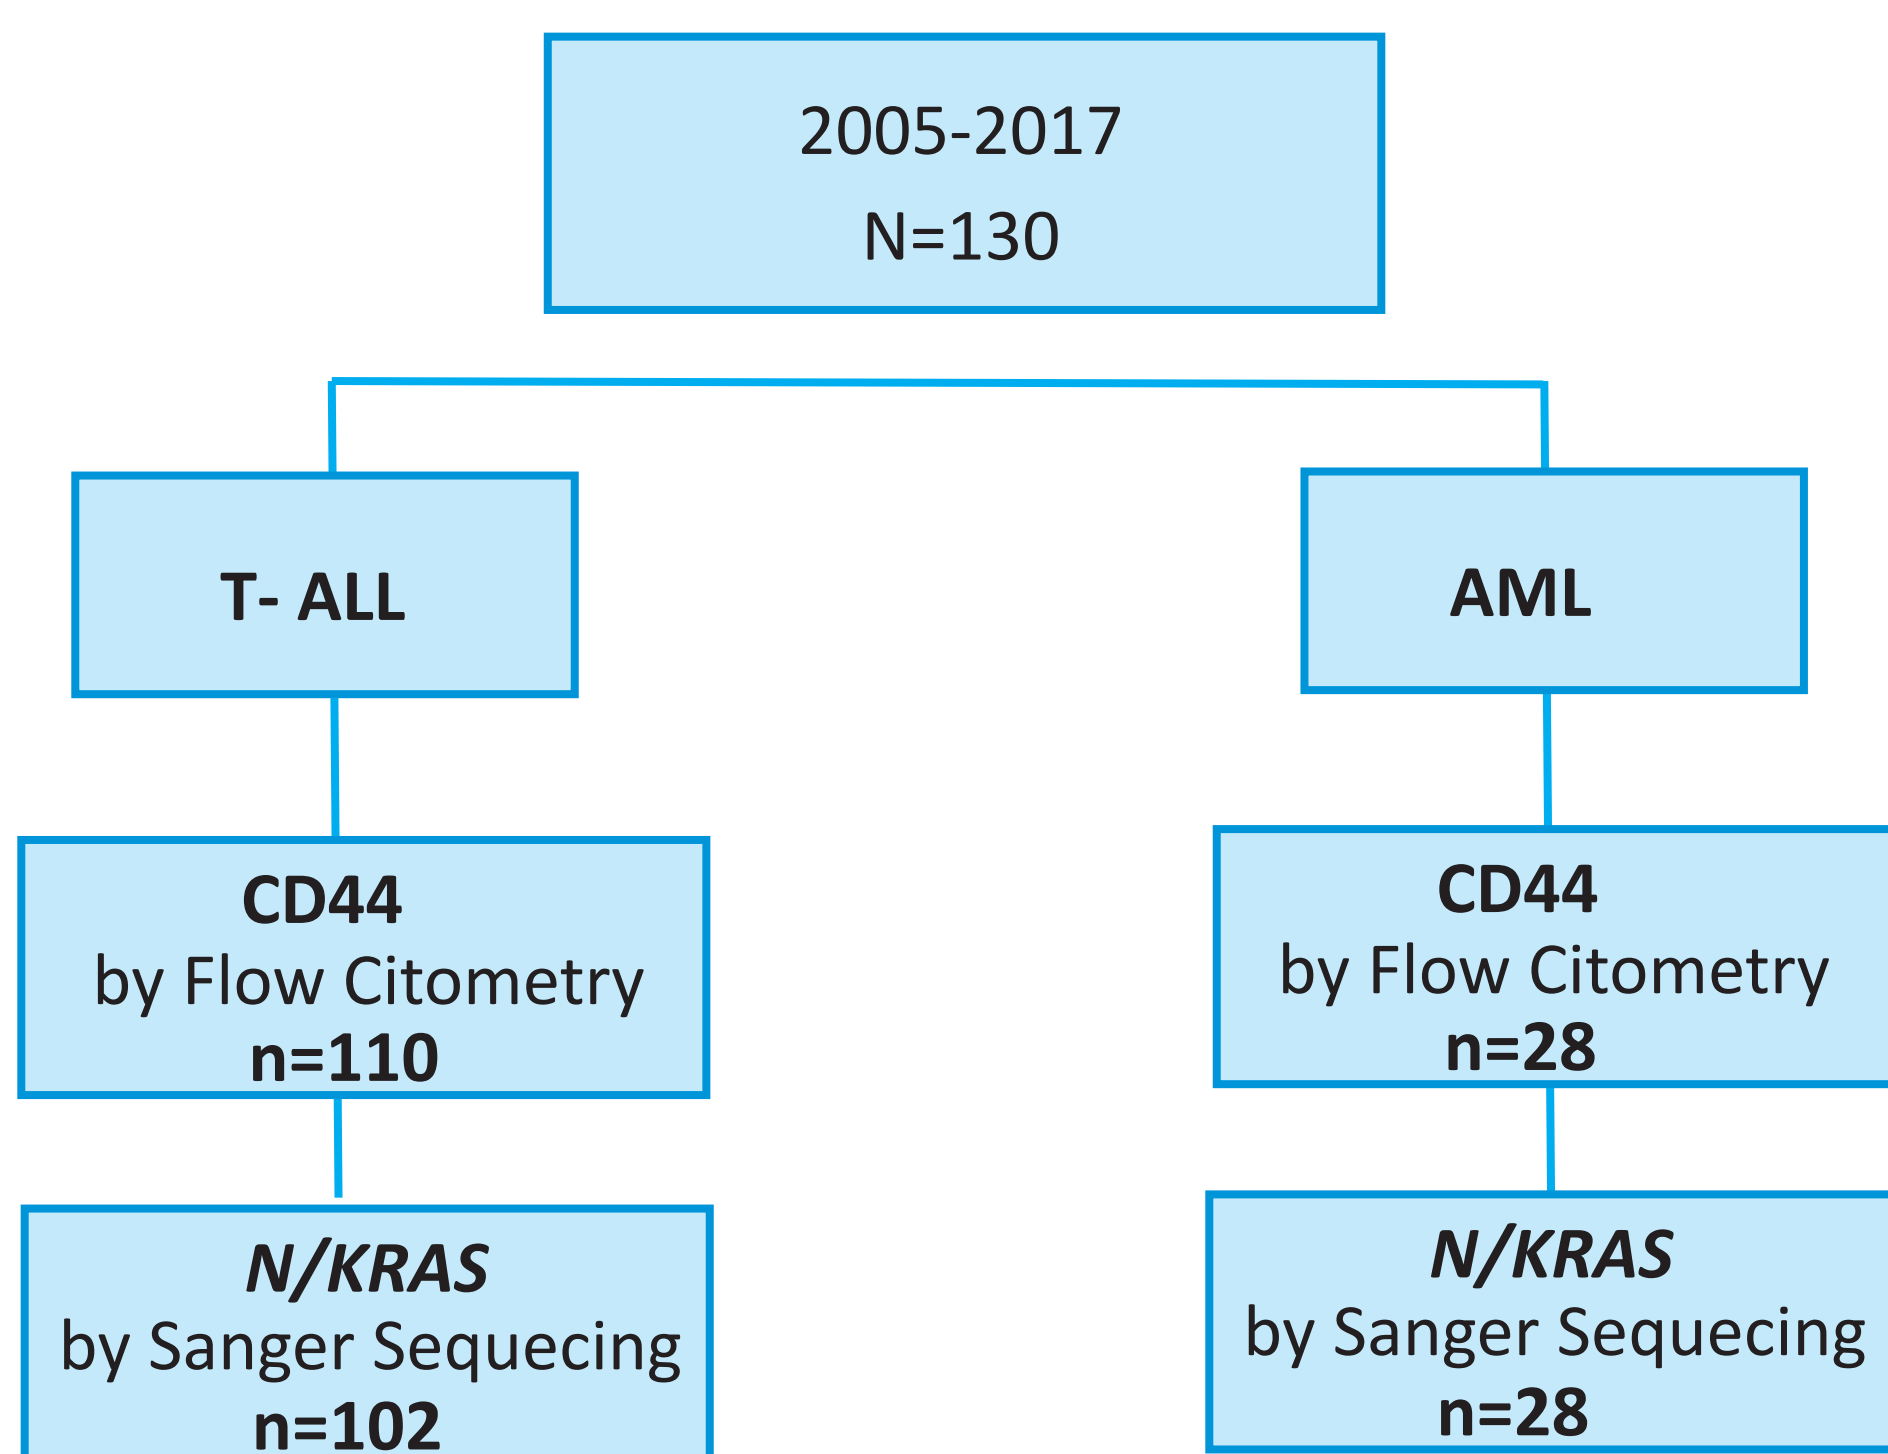 2005-2017
N=130
T- ALL
AML
CD44
by Flow Citometry
n=110
CD44
by Flow Citometry
n=28
N/KRAS
by Sanger Sequecing
n=102
N/KRAS
by Sanger Sequecing
n=28